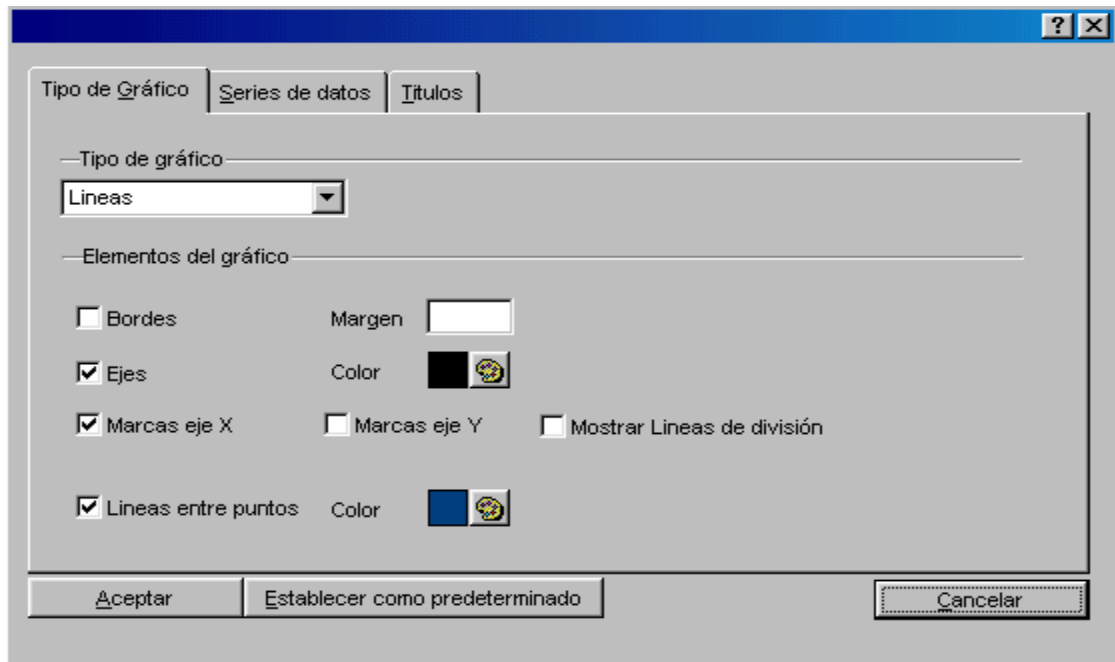 Tipo de Gráfico
Series de datos
Titulos
Tipo de gráfico
Lineas
Elementos del gráfico
Bordes
Margen
Ejes
Color
Marcas eje X
Marcas eje Y
Mostrar Lineas de división
Lineas entre puntos
Color
Aceptar
Establecer como predeterminado
Cancelar